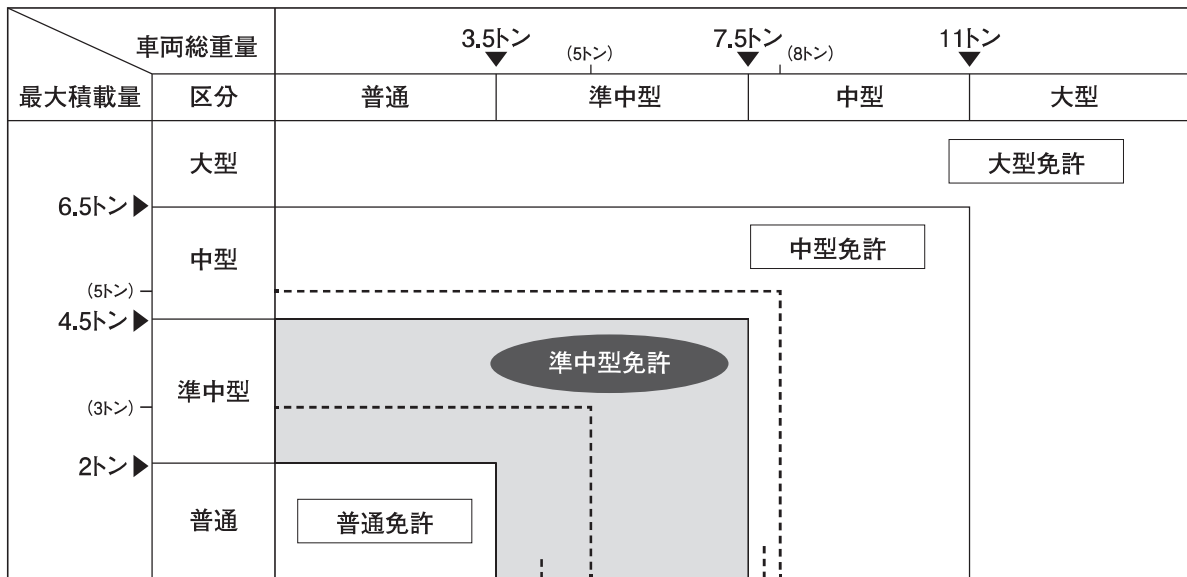 車両総重量
3.5トン
(5トン)
7.5トン
(8トン)
11トン
最大積載量
区分
普通
準中型
中型
大型
大型
大型免許
6.5トン
中型
中型免許
(5トン)
4.5トン
準中型免許
準中型
(3トン)
2トン
普通
普通免許